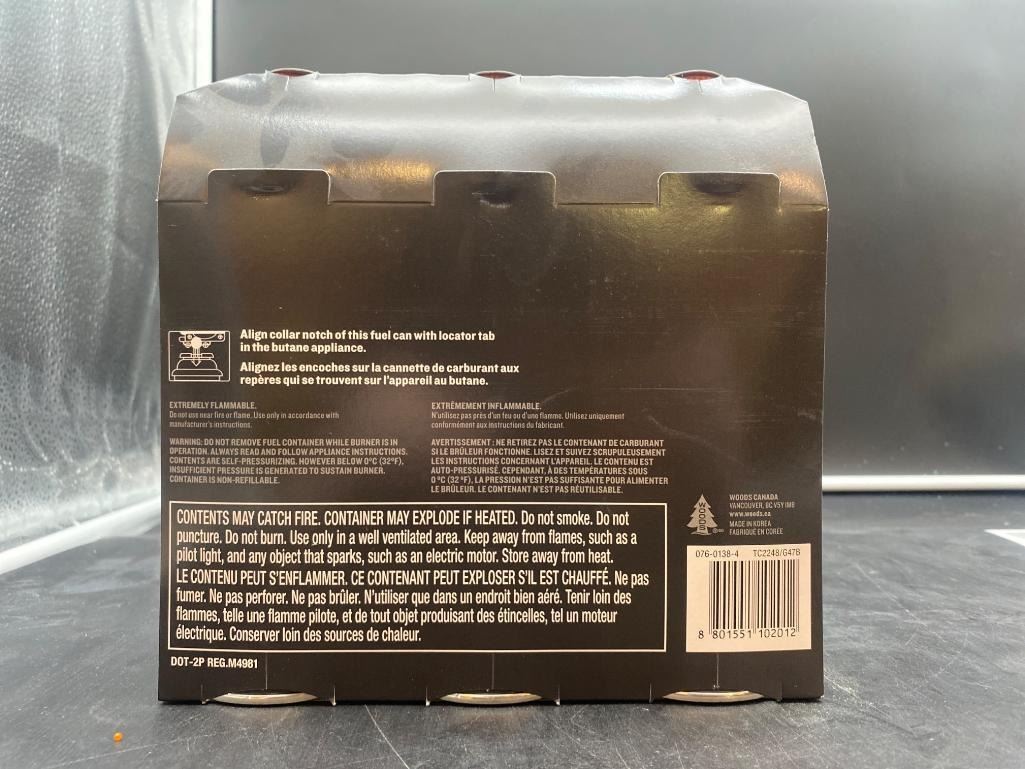 Align collar notch of this fuel can with locator tab
in the butane appliance.
Alignez les encoches sur la cannette de carburant aux
repères qui se trouvent sur l'appareil au butane.
EXTREMELY FLAMMABLE.
Do not use near fire or flame. Use only in accordance with
manufacturer's instructions.
WARNING: DO NOT REMOVE FUEL CONTAINER WHILE BURNER IS IN
OPERATION. ALWAYS READ AND FOLLOW APPLIANCE INSTRUCTIONS.
CONTENTS ARE SELF-PRESSURIZING. HOWEVER BELOW 0°C (32°F),
INSUFFICIENT PRESSURE IS GENERATED TO SUSTAIN BURNER.
CONTAINER IS NON-REFILLABLE.
EXTRÊMEMENT INFLAMMABLE.
N'utilisez pas près d'un feu ou d'une flamme. Utilisez uniquement
conformément aux instructions du fabricant.
AVERTISSEMENT : NE RETIREZ PAS LE CONTENANT DE CARBURANT
SI LE BRÛLEUR FONCTIONNE. LISEZ ET SUIVEZ SCRUPULEUSEMENT
LES INSTRUCTIONS CONCERNANT L'APPAREIL. LE CONTENU EST
AUTO-PRESSURISÉ. CEPENDANT, À DES TEMPÉRATURES SOUS
0 °C (32 °F), LA PRESSION N'EST PAS SUFFISANTE POUR ALIMENTER
LE BRÛLEUR. LE CONTENANT N'EST PAS RÉUTILISABLE.
CONTENTS MAY CATCH FIRE. CONTAINER MAY EXPLODE IF HEATED. Do not smoke. Do not
puncture. Do not burn. Use only in a well ventilated area. Keep away from flames, such as a
pilot light, and any object that sparks, such as an electric motor. Store away from heat.
LE CONTENU PEUT S'ENFLAMMER. CE CONTENANT PEUT EXPLOSER S'IL EST CHAUFFÉ. Ne pas
fumer. Ne pas perforer. Ne pas brûler. N'utiliser que dans un endroit bien aéré. Tenir loin des
flammes, telle une flamme pilote, et de tout objet produisant des étincelles, tel un moteur
électrique. Conserver loin des sources de chaleur.
DOT-2P REG.M4981
WOODS
WOODS CANADA
VANCOUVER, BC V5Y 1M8
www.woods.ca
MADE IN KOREA
FABRIQUÉ EN CORÉE
076-0138-4 TC2248/G47B
8 801551 102012